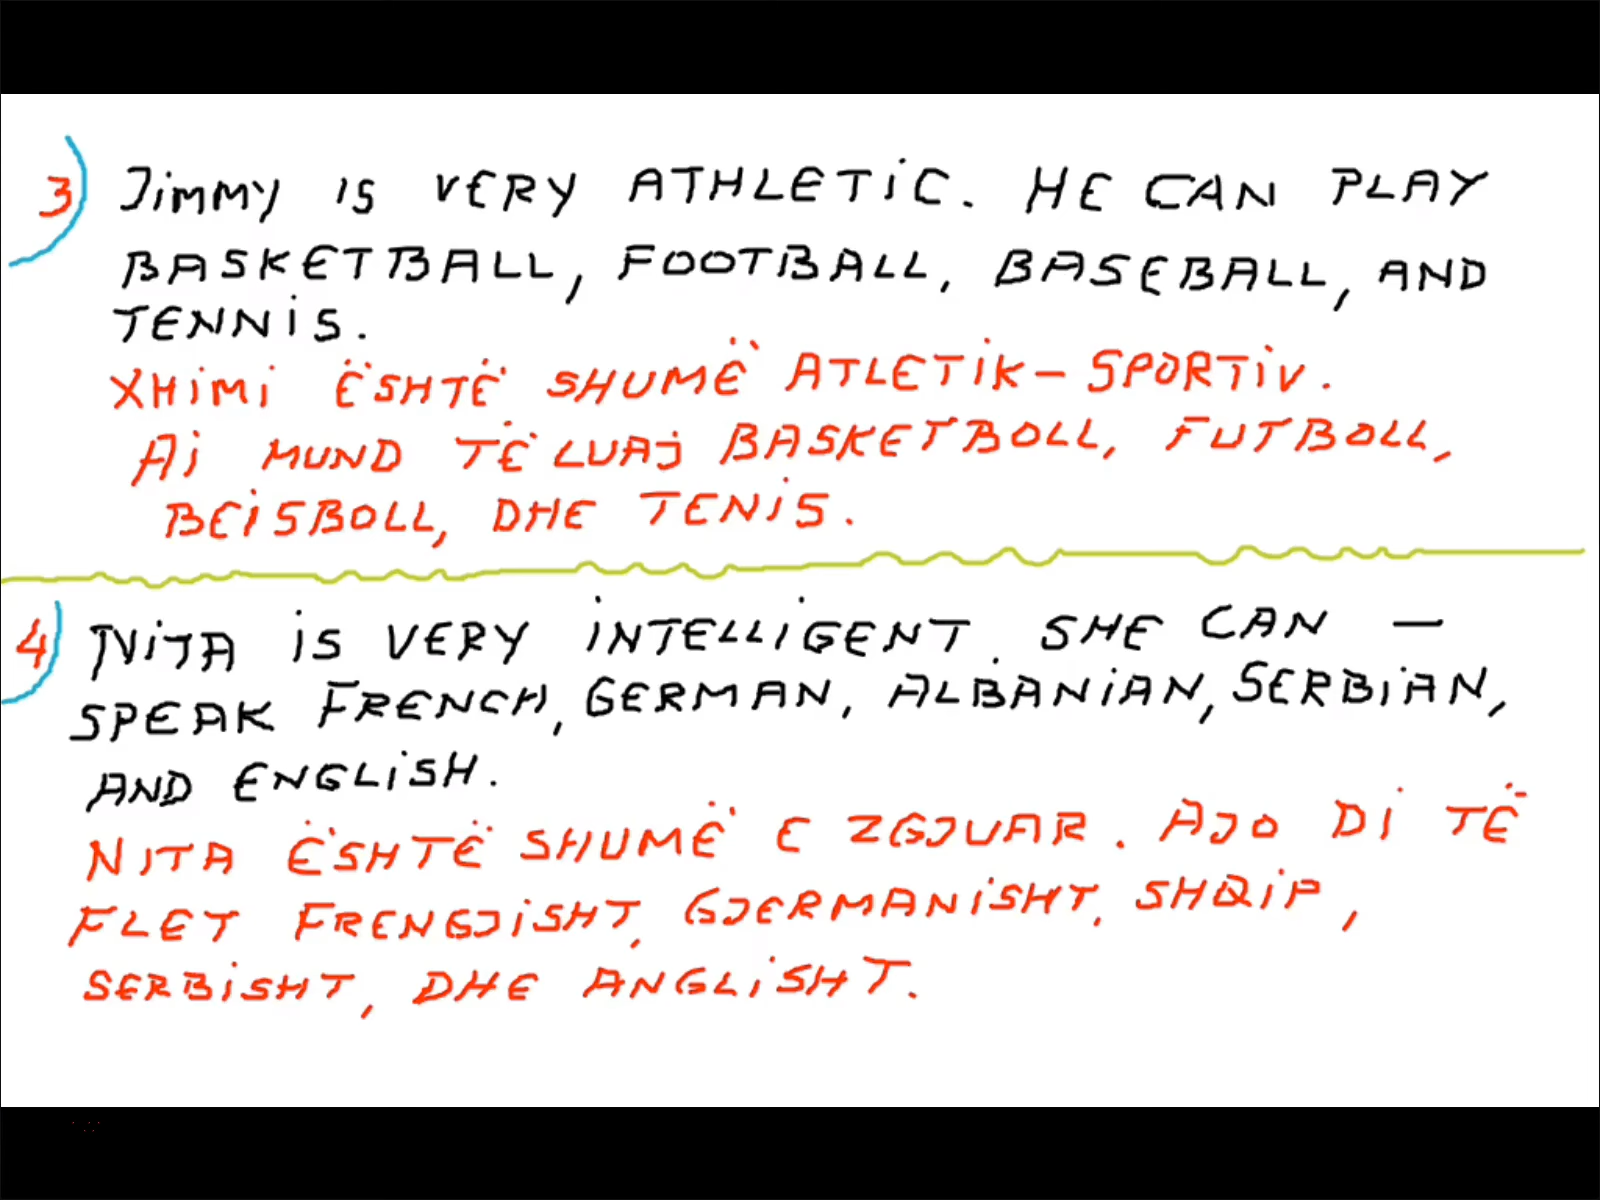 3) JIMMY IS VERY ATHLETIC. HE CAN PLAY
BASKETBALL, FOOTBALL, BASEBALL, AND
TENNIS.
XHIMI ËSHTË SHUMË ATLETIK - SPORTIV.
AI MUND TË LUAJ BASKETBOLL, FUTBOLL,
BEISBOLL, DHE TENIS.
4) NITA IS VERY INTELLIGENT. SHE CAN -
SPEAK FRENCH, GERMAN, ALBANIAN, SERBIAN,
AND ENGLISH.
NITA ËSHTË SHUMË E ZGJUAR. AJO DI TË
FLET FRENGJISHT, GJERMANISHT, SHQIP,
SERBISHT, DHE ANGLISHT.